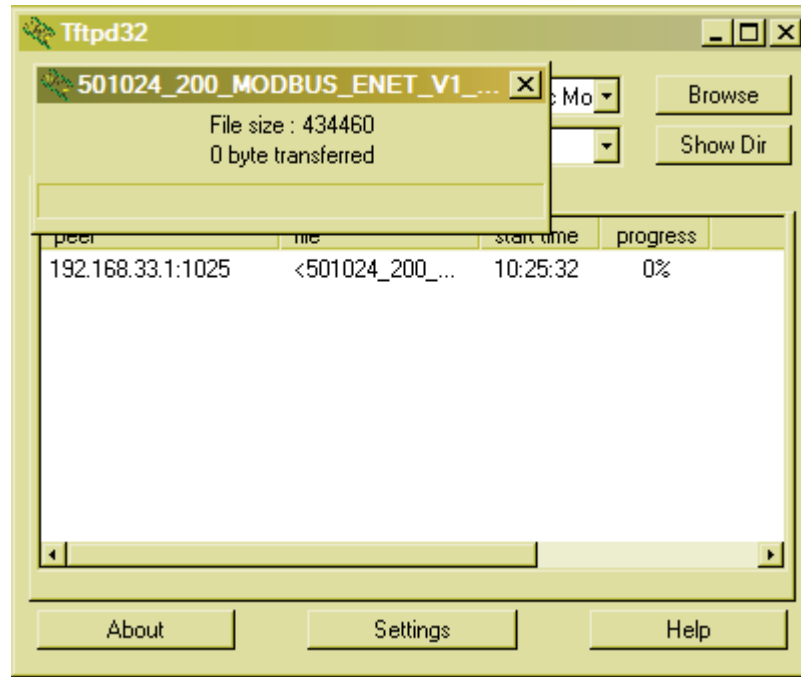 Tftpd32
501024_200_MODBUS_ENET_V1_...
File size : 434460
0 byte transferred
Mo
Browse
Show Dir
peer file start time progress
192.168.33.1:1025 <501024_200_... 10:25:32 0%
About Settings Help